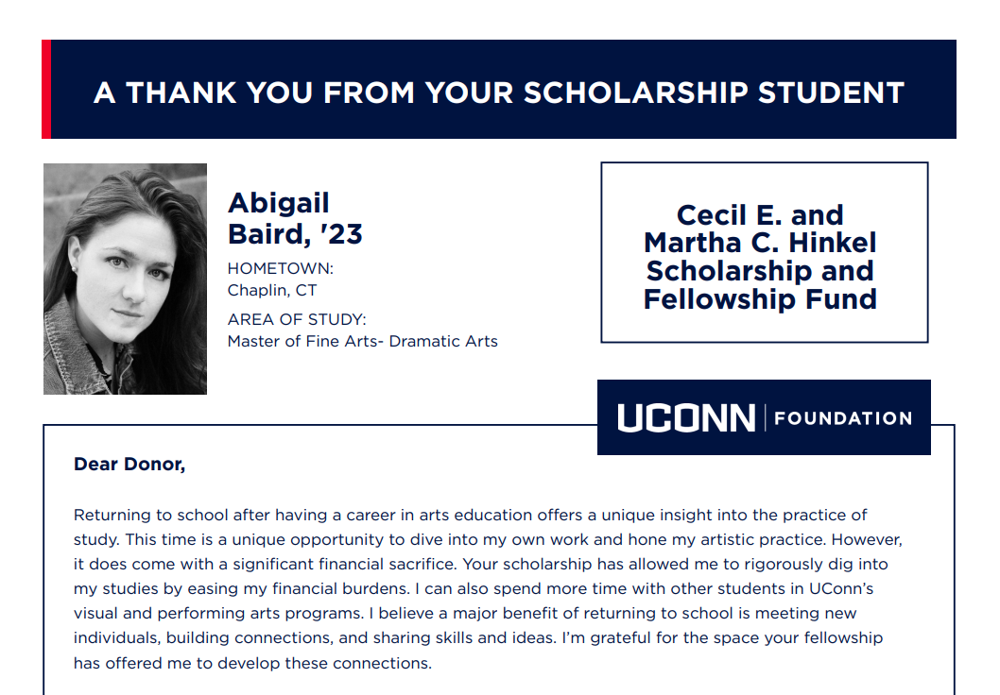 A THANK YOU FROM YOUR SCHOLARSHIP STUDENT
Abigail
Baird, '23
HOMETOWN:
Chaplin, CT
AREA OF STUDY:
Master of Fine Arts- Dramatic Arts
Cecil E. and
Martha C. Hinkel
Scholarship and
Fellowship Fund
UCONN | FOUNDATION
Dear Donor,
Returning to school after having a career in arts education offers a unique insight into the practice of
study. This time is a unique opportunity to dive into my own work and hone my artistic practice. However,
it does come with a significant financial sacrifice. Your scholarship has allowed me to rigorously dig into
my studies by easing my financial burdens. I can also spend more time with other students in UConn’s
visual and performing arts programs. I believe a major benefit of returning to school is meeting new
individuals, building connections, and sharing skills and ideas. I’m grateful for the space your fellowship
has offered me to develop these connections.